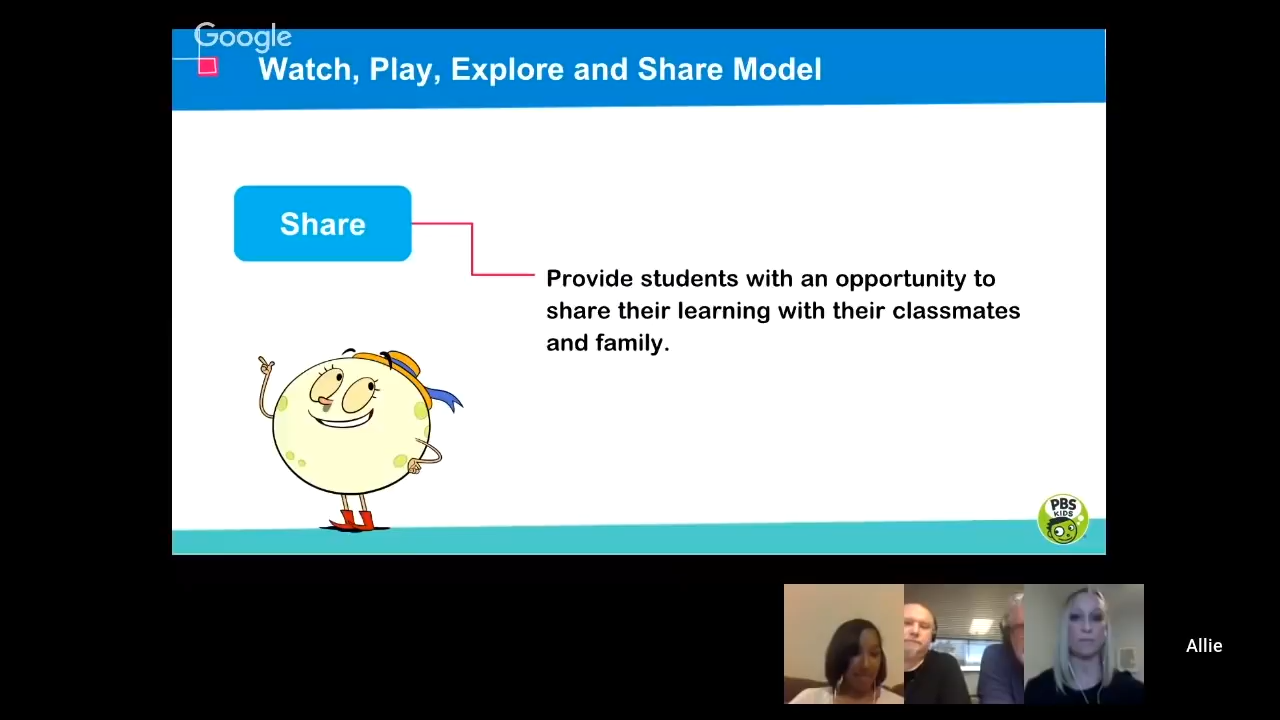 Google
Watch, Play, Explore and Share Model
Share
Provide students with an opportunity to
share their learning with their classmates
and family.
PBS
KIDS
Allie